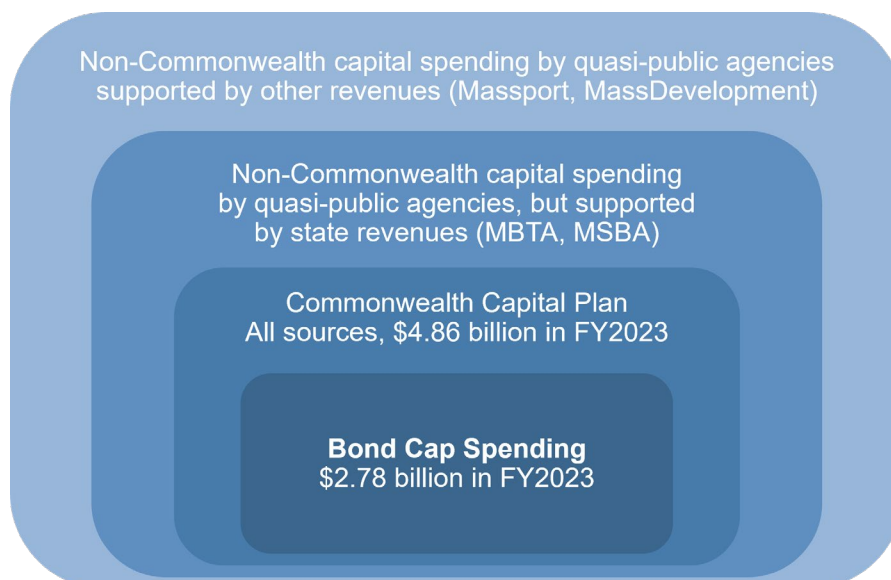 Non-Commonwealth capital spending by quasi-public agencies
supported by other revenues (Massport, MassDevelopment)
Non-Commonwealth capital spending
by quasi-public agencies, but supported
by state revenues (MBTA, MSBA)
Commonwealth Capital Plan
All sources, $4.86 billion in FY2023
Bond Cap Spending
$2.78 billion in FY2023